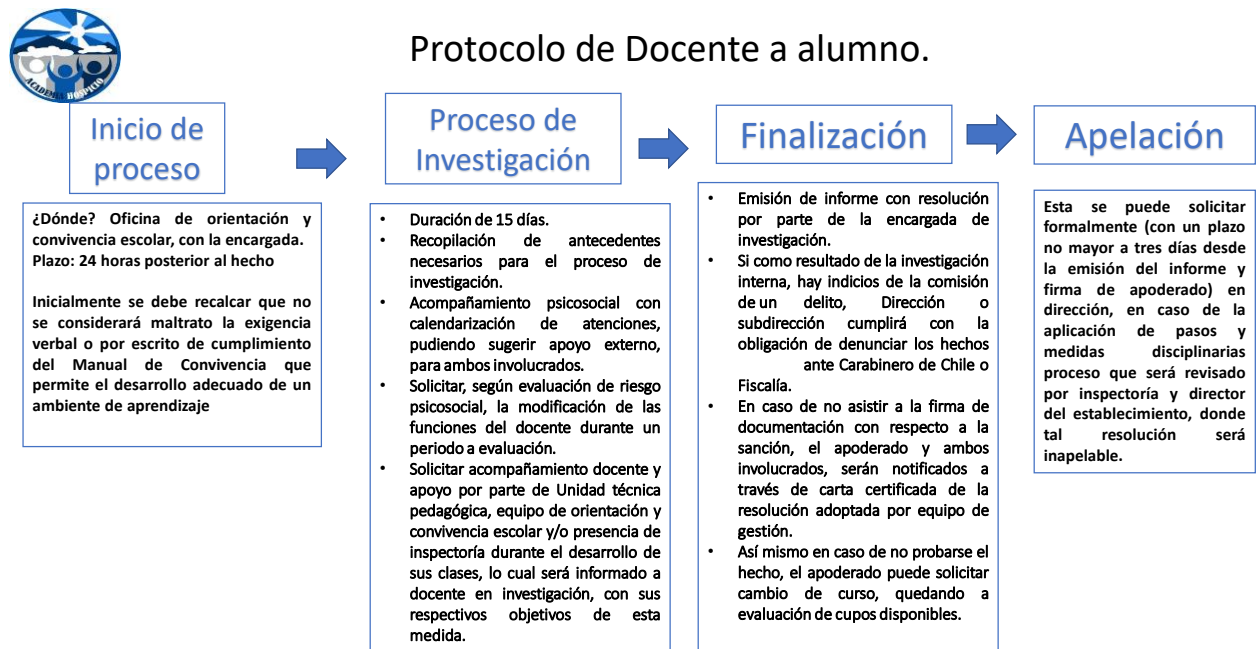 ACADEMIA HOSPICIO
Protocolo de Docente a alumno.
Inicio de
proceso
¿Dónde? Oficina de orientación y
convivencia escolar, con la encargada.
Plazo: 24 horas posterior al hecho
Inicialmente se debe recalcar que no
se considerará maltrato la exigencia
verbal o por escrito de cumplimiento
del Manual de Convivencia que
permite el desarrollo adecuado de un
ambiente de aprendizaje
Proceso de
Investigación
• Duración de 15 días.
• Recopilación de antecedentes
necesarios para el proceso de
investigación.
• Acompañamiento psicosocial con
calendarización de atenciones,
pudiendo sugerir apoyo externo,
para ambos involucrados.
• Solicitar, según evaluación de riesgo
psicosocial, la modificación de las
funciones del docente durante un
periodo a evaluación.
• Solicitar acompañamiento docente y
apoyo por parte de Unidad técnica
pedagógica, equipo de orientación y
convivencia escolar y/o presencia de
inspectoría durante el desarrollo de
sus clases, lo cual será informado a
docente en investigación, con sus
respectivos objetivos de esta
medida.
Finalización
• Emisión de informe con resolución
por parte de la encargada de
investigación.
• Si como resultado de la investigación
interna, hay indicios de la comisión
de un delito, Dirección o
subdirección cumplirá con la
obligación de denunciar los hechos
ante Carabinero de Chile o
Fiscalía.
• En caso de no asistir a la firma de
documentación con respecto a la
sanción, el apoderado y ambos
involucrados, serán notificados a
través de carta certificada de la
resolución adoptada por equipo de
gestión.
• Así mismo en caso de no probarse el
hecho, el apoderado puede solicitar
cambio de curso, quedando a
evaluación de cupos disponibles.
Apelación
Esta se puede solicitar
formalmente (con un plazo
no mayor a tres días desde
la emisión del informe y
firma de apoderado) en
dirección, en caso de la
aplicación de pasos y
medidas disciplinarias
proceso que será revisado
por inspectoría y director
del establecimiento, donde
tal resolución será
inapelable.